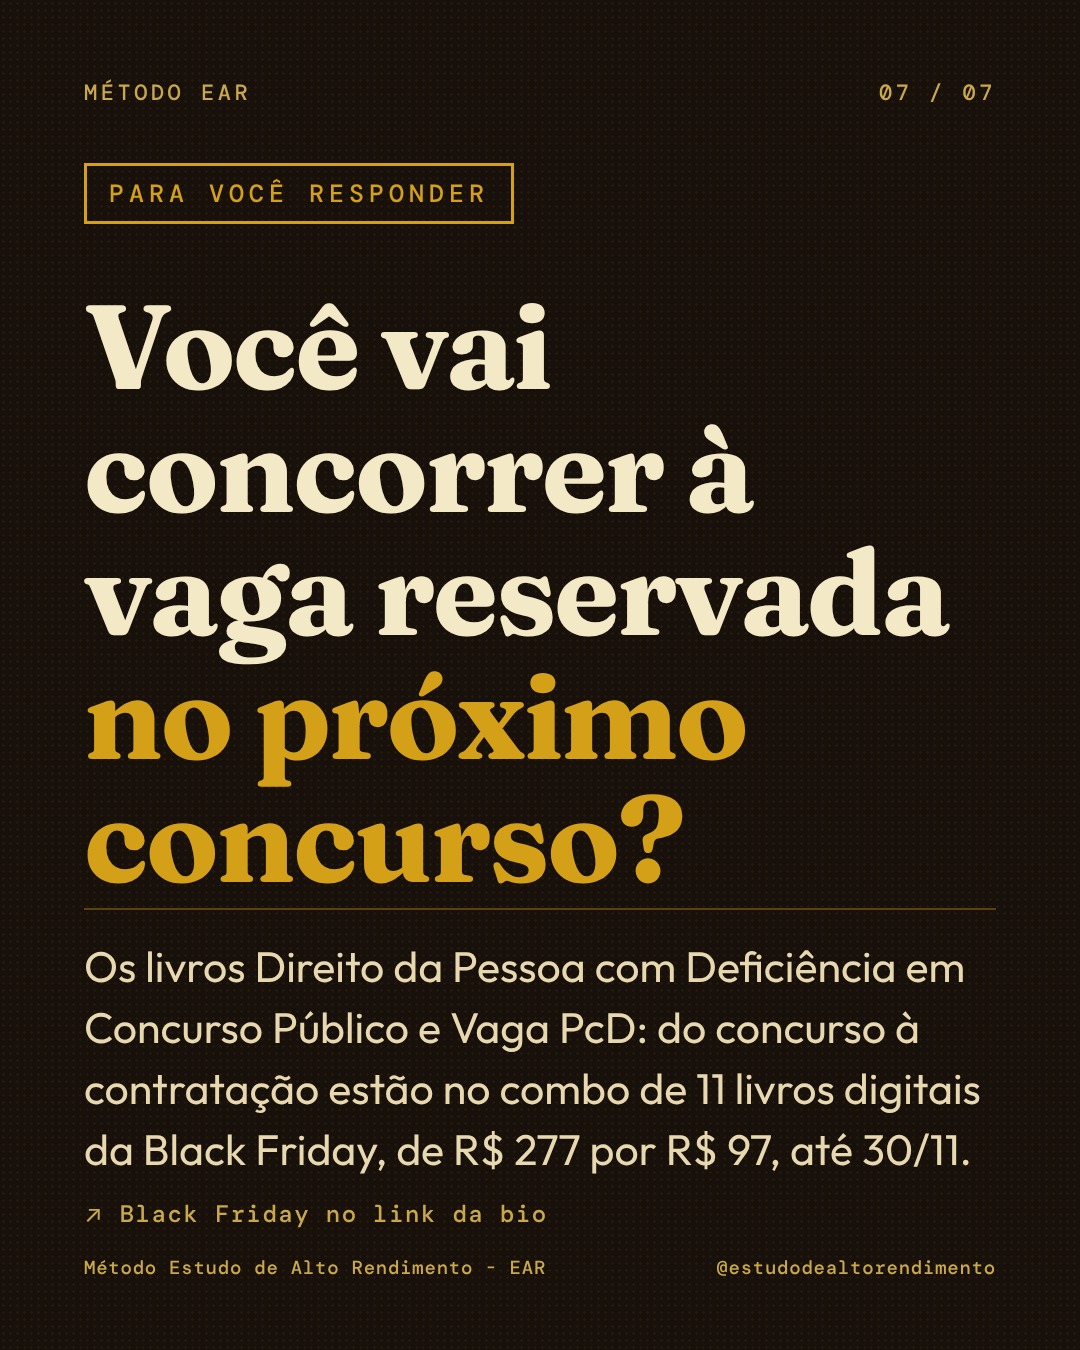 MÉTODO EAR
07 / 07
PARA VOCÊ RESPONDER
Você vai
concorrer à
vaga reservada
no próximo
concurso?
Os livros Direito da Pessoa com Deficiência em
Concurso Público e Vaga PcD: do concurso à
contratação estão no combo de 11 livros digitais
da Black Friday, de R$ 277 por R$ 97, até 30/11.
↗ Black Friday no link da bio
Método Estudo de Alto Rendimento - EAR
@estudodealtorendimento